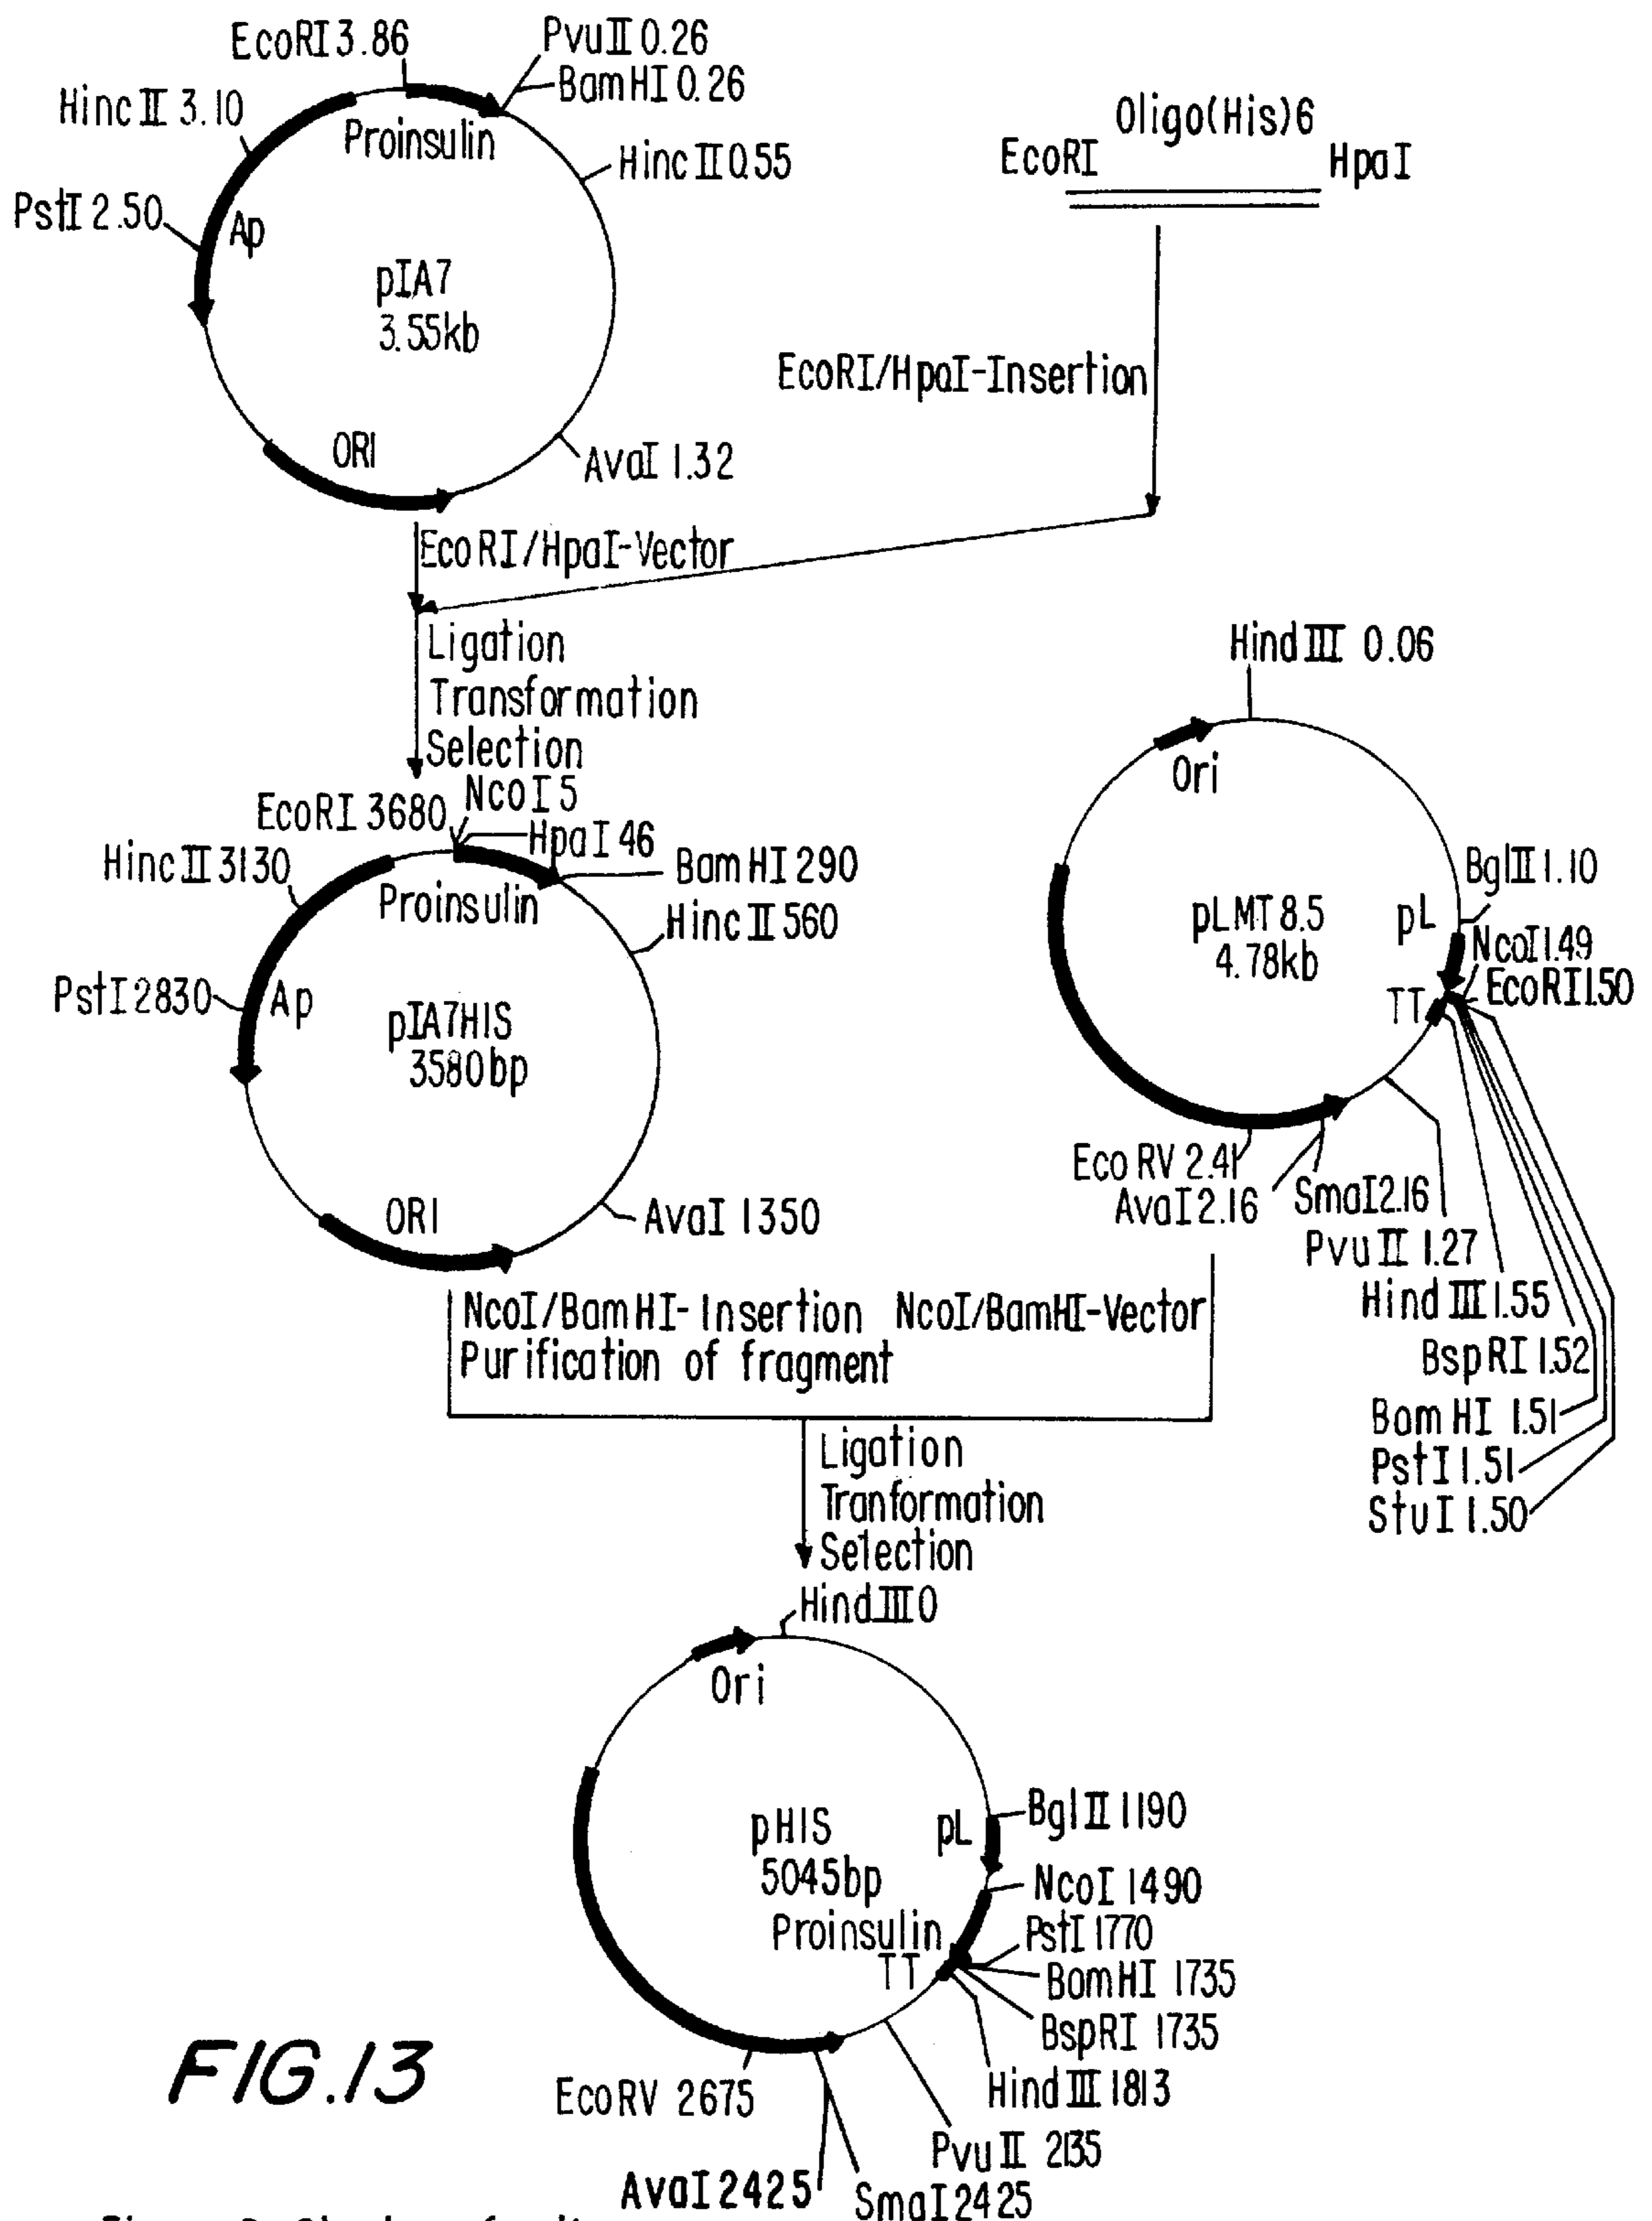 EcoRI 3.86
PvuII 0.26
BamHI 0.26
HincII 3.10
Proinsulin
HincII 0.55
PstI 2.50
Ap
pIA7
3.55kb
ORI
AvaI 1.32
Oligo(His)6
EcoRI
HpaI
EcoRI/HpaI-Insertion
EcoRI/HpaI-Vector
Ligation
Transformation
Selection
EcoRI 3680
NcoI 5
HpaI 46
BamHI 290
HincII 3130
Proinsulin
HincII 560
PstI 2830
Ap
pIA7HIS
3580bp
ORI
AvaI 1350
HindIII 0.06
Ori
pLMT8.5
4.78kb
BglII 1.10
pL
NcoI 1.49
EcoRI 1.50
TT
EcoRV 2.41
AvaI 2.16
SmaI 2.16
PvuII 1.27
HindIII 1.55
BspRI 1.52
BamHI 1.51
PstI 1.51
StuI 1.50
NcoI/BamHI-Insertion
Purification of fragment
NcoI/BamHI-Vector
Ligation
Tranformation
Selection
HindIII 0
Ori
pHIS
5045bp
BglII 1190
pL
NcoI 1490
Proinsulin
PstI 1770
TT
BamHI 1735
BspRI 1735
HindIII 1813
PvuII 2135
EcoRV 2675
AvaI 2425
SmaI 2425
FIG.13